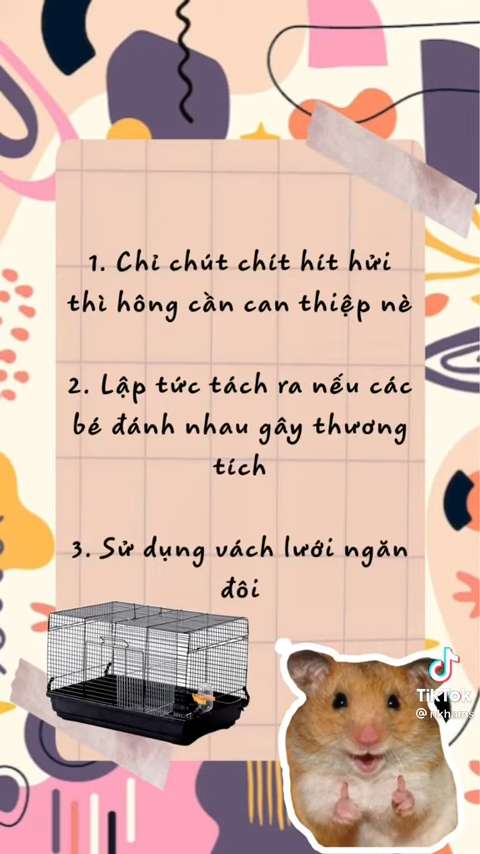 1. Chỉ chút chít hít hửi
thì hông cần can thiệp nè
2. Lập tức tách ra nếu các
bé đánh nhau gây thương
tích
3. Sử dụng vách lưới ngăn
đôi
TikTok